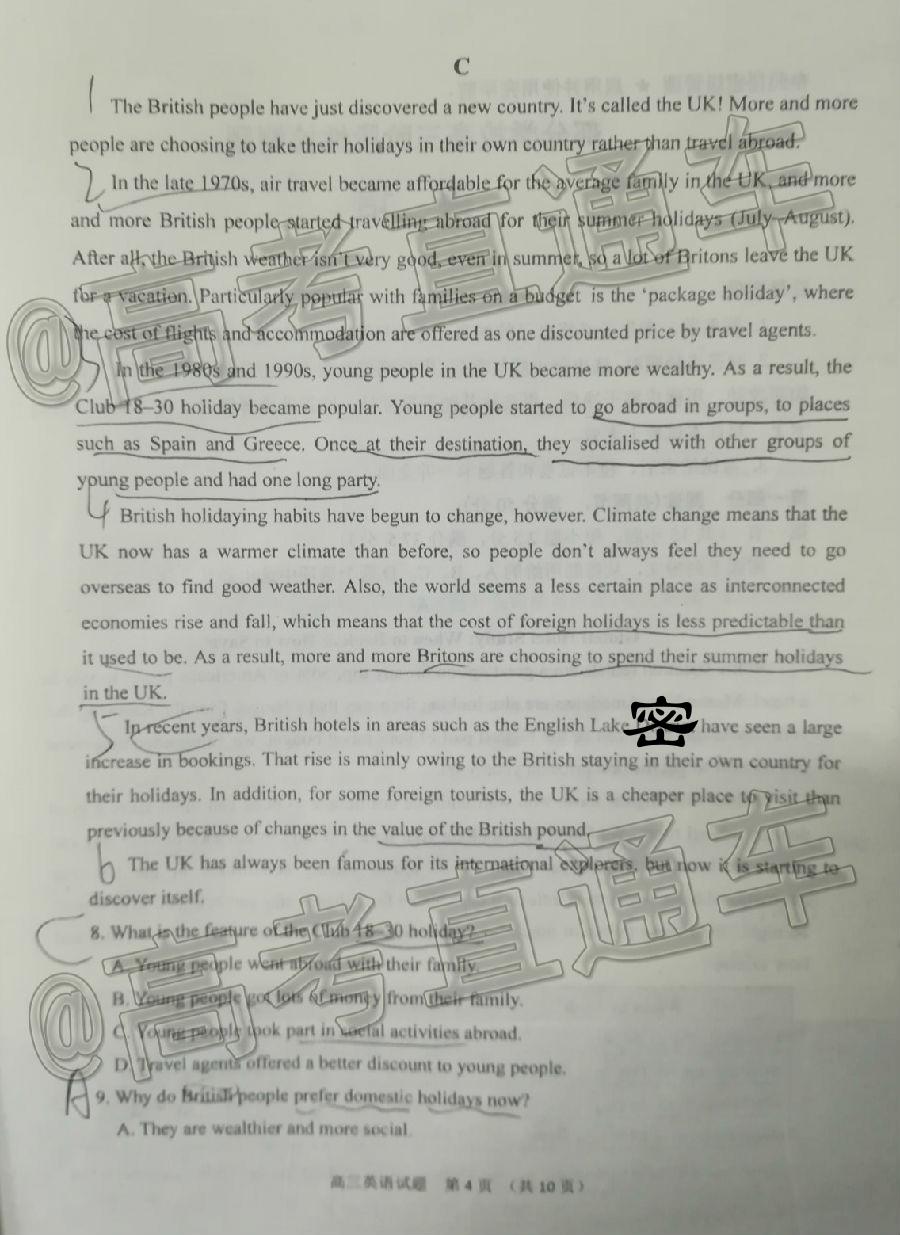 C
1
The British people have just discovered a new country. It's called the UK! More and more
people are choosing to take their holidays in their own country rather than travel abroad.
2
In the late 1970s, air travel became affordable for the average family in the UK, and more
and more British people started travelling abroad for their summer holidays (July–August).
After all, the British weather isn't very good, even in summer, so a lot of Britons leave the UK
for a vacation. Particularly popular with families on a budget is the 'package holiday', where
the cost of flights and accommodation are offered as one discounted price by travel agents.
@高考直通车
3
In the 1980s and 1990s, young people in the UK became more wealthy. As a result, the
Club 18–30 holiday became popular. Young people started to go abroad in groups, to places
such as Spain and Greece. Once at their destination, they socialised with other groups of
young people and had one long party.
4
British holidaying habits have begun to change, however. Climate change means that the
UK now has a warmer climate than before, so people don't always feel they need to go
overseas to find good weather. Also, the world seems a less certain place as interconnected
economies rise and fall, which means that the cost of foreign holidays is less predictable than
it used to be. As a result, more and more Britons are choosing to spend their summer holidays
in the UK.
5
In recent years, British hotels in areas such as the English Lake 密 have seen a large
increase in bookings. That rise is mainly owing to the British staying in their own country for
their holidays. In addition, for some foreign tourists, the UK is a cheaper place to visit than
previously because of changes in the value of the British pound.
6
The UK has always been famous for its international explorers, but now it is starting to
discover itself.
@高考直通车
C 8. What is the feature of the Club 18–30 holiday?
A. Young people went abroad with their family.
B. Young people got lots of money from their family.
C. Young people took part in social activities abroad.
D. Travel agents offered a better discount to young people.
A 9. Why do British people prefer domestic holidays now?
A. They are wealthier and more social.
高三英语试题 第 4 页 （共 10 页）